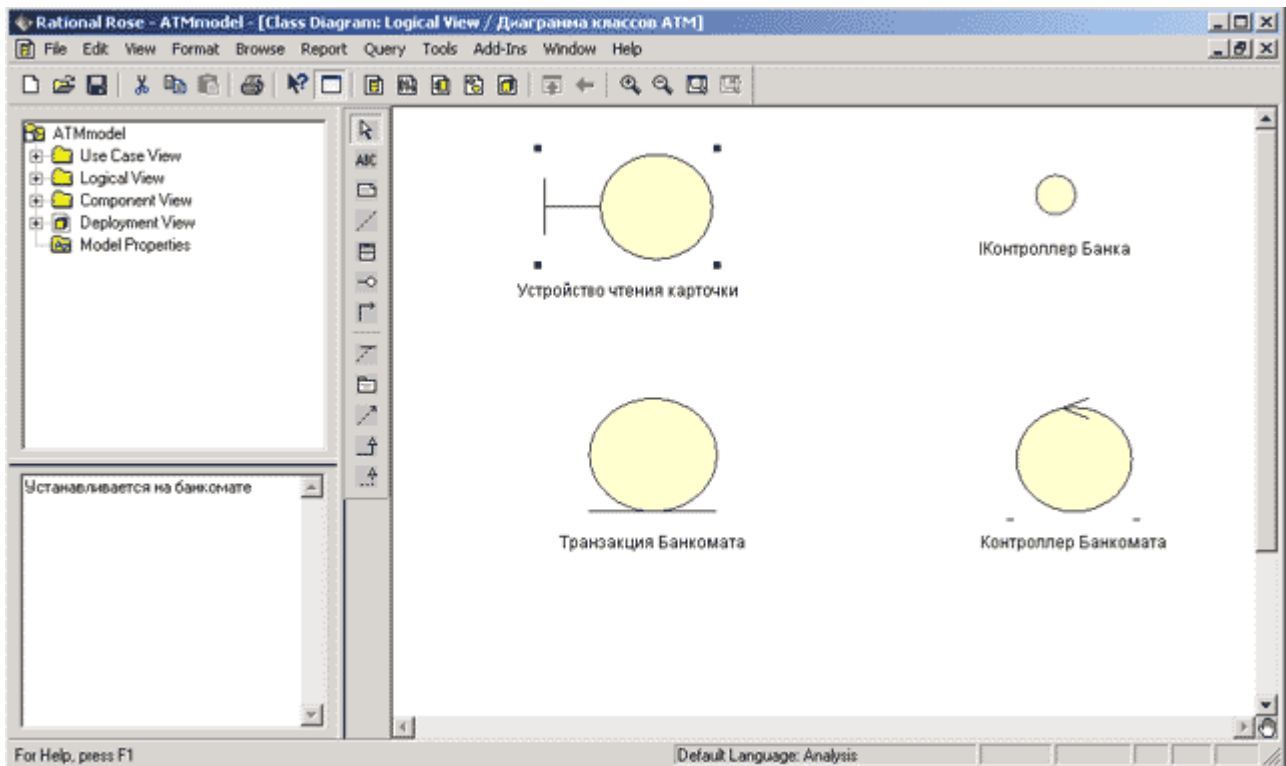 Rational Rose - ATMmodel - [Class Diagram: Logical View / Диаграмма классов ATM]
File Edit View Format Browse Report Query Tools Add-Ins Window Help
ATMmodel
Use Case View
Logical View
Component View
Deployment View
Model Properties
ABC
Устройство чтения карточки
IКонтроллер Банка
Транзакция Банкомата
Контроллер Банкомата
Устанавливается на банкомате
For Help, press F1
Default Language: Analysis